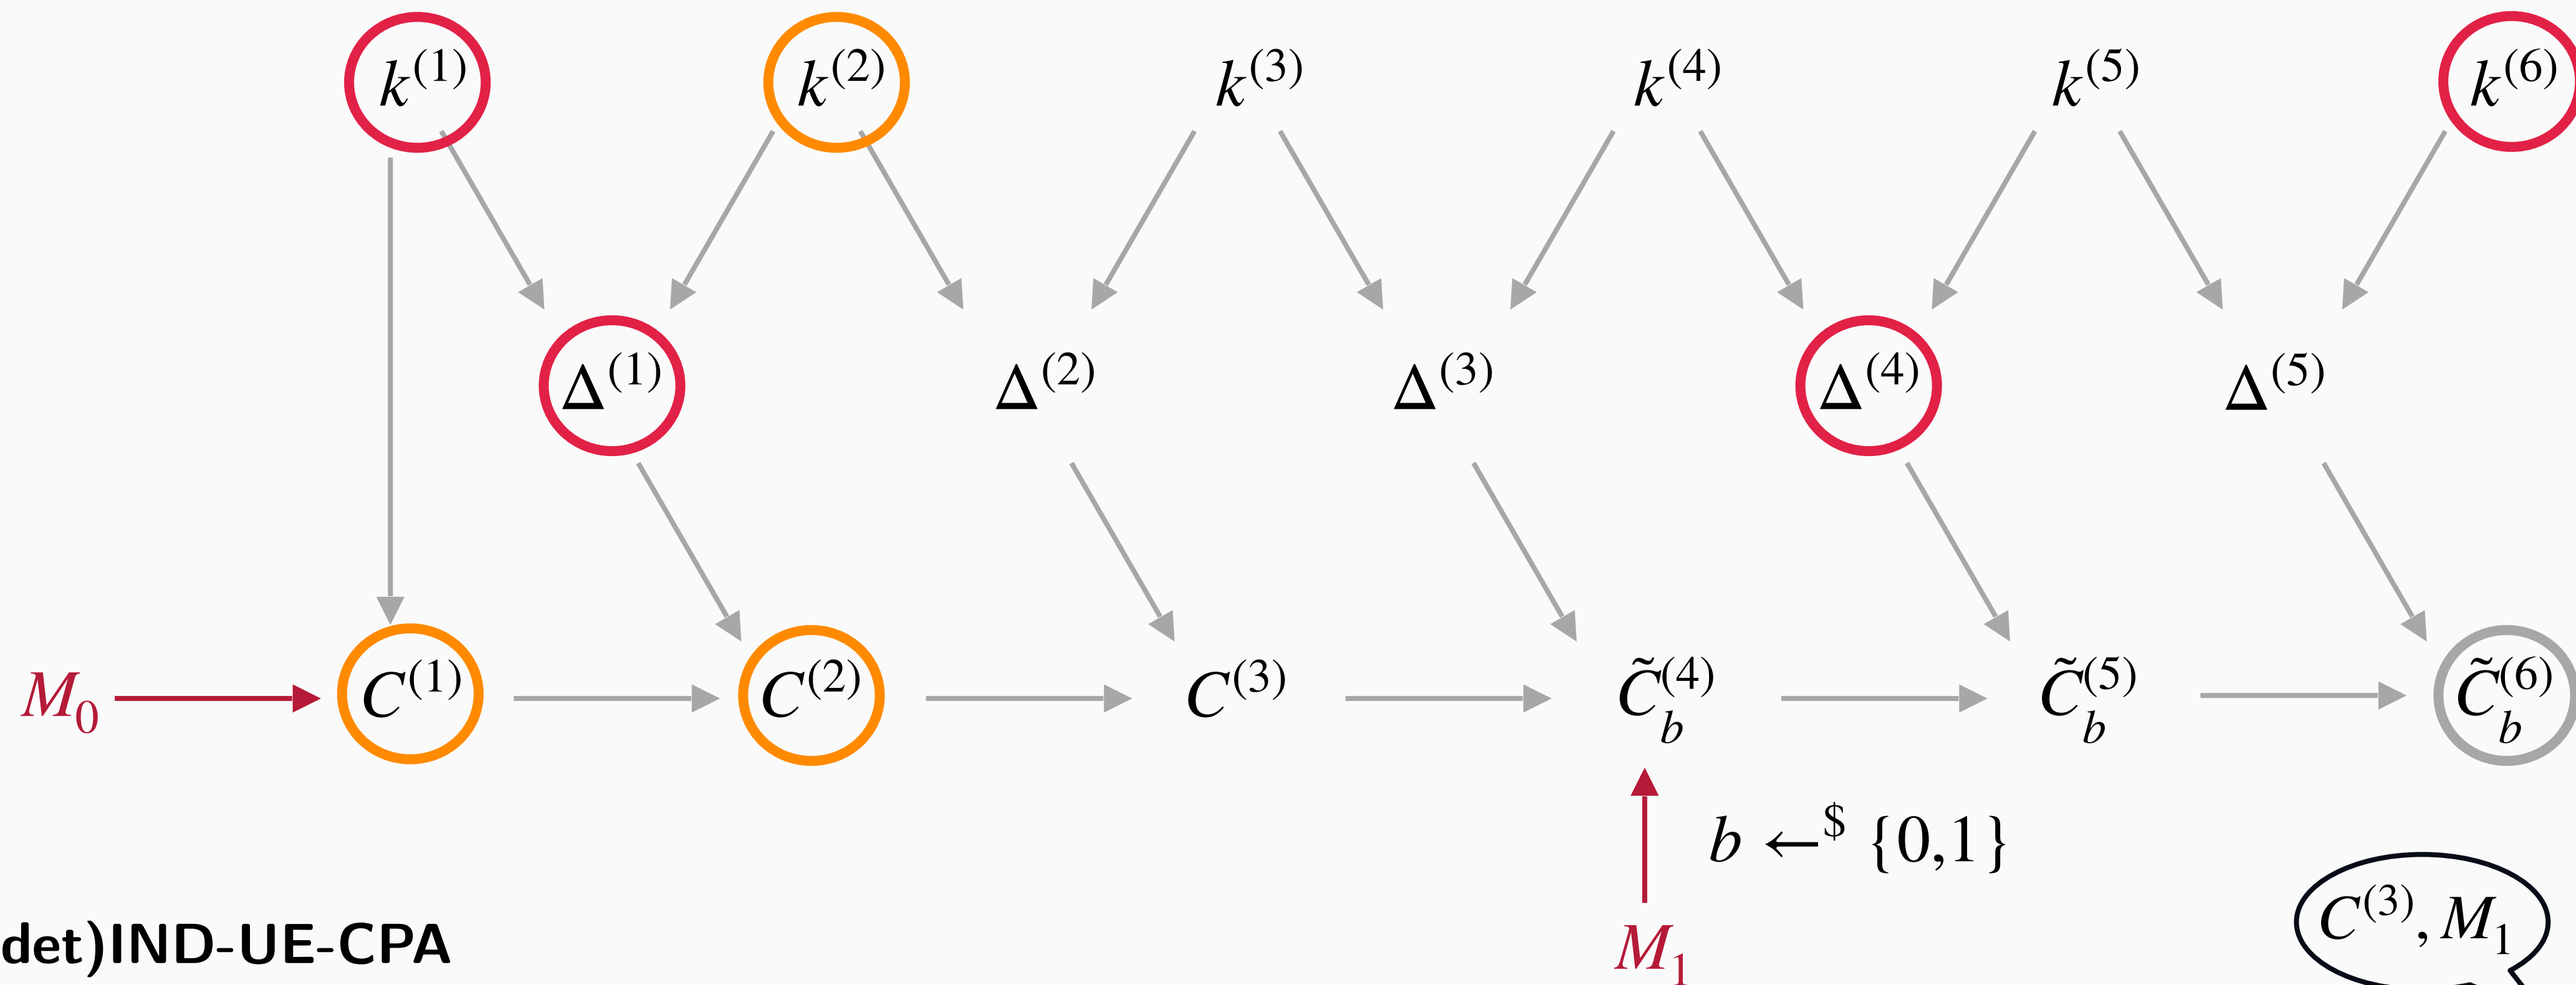 k^(1) k^(2) k^(3) k^(4) k^(5) k^(6)
Δ^(1) Δ^(2) Δ^(3) Δ^(4) Δ^(5)
M_0 C^(1) C^(2) C^(3) C̃_b^(4) C̃_b^(5) C̃_b^(6)
b ←^$ {0,1}
C^(3), M_1
det)IND-UE-CPA
M_1